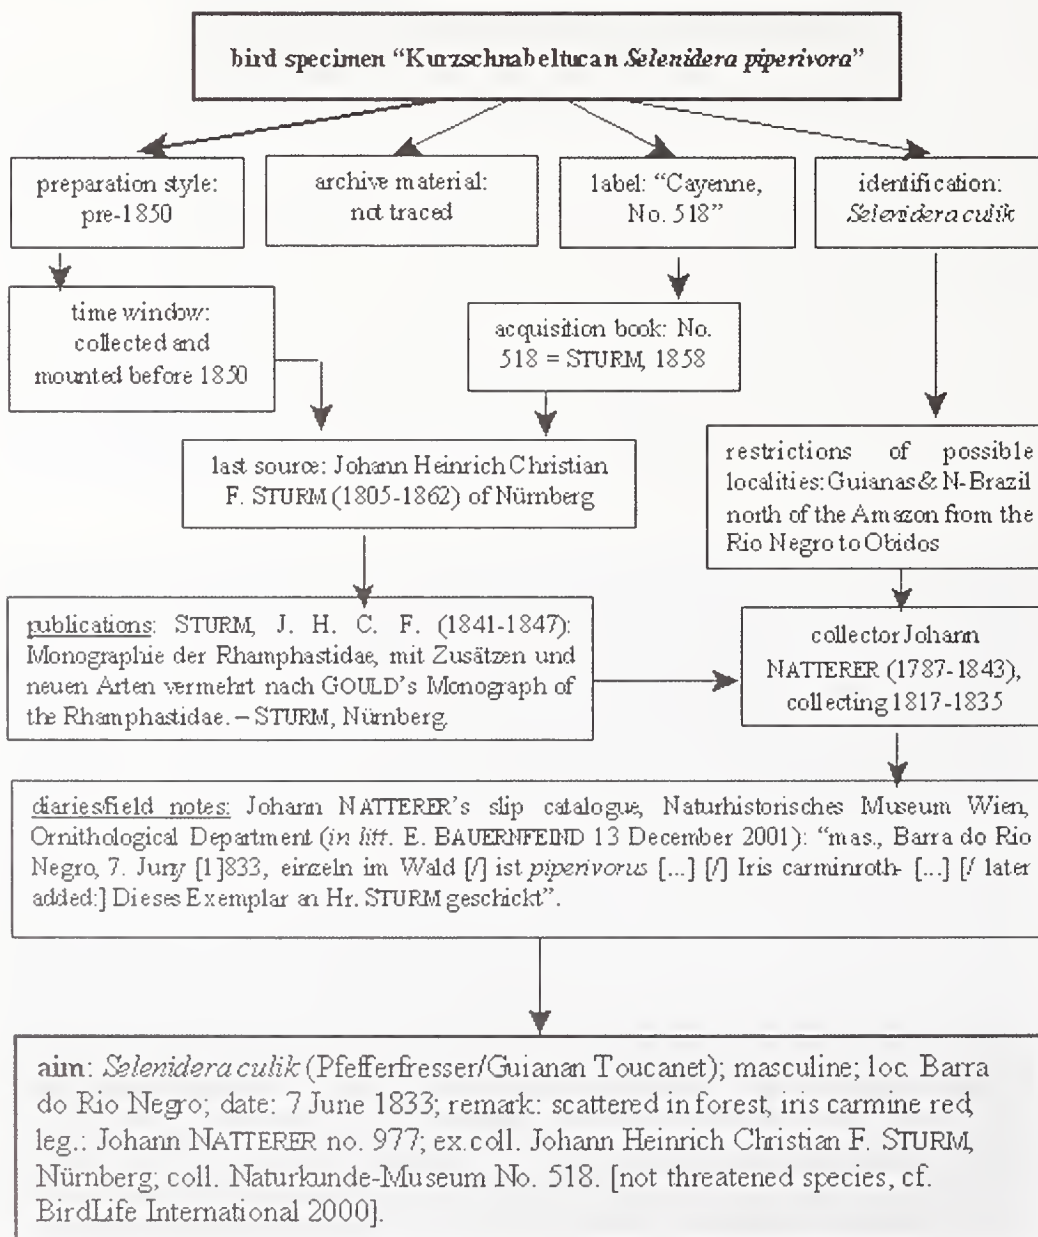 bird specimen “Kurzschnabeltucan Selenidera piperivora”
preparation style:
pre-1850
archive material:
not traced
label: “Cayenne,
No. 518”
identification:
Selenidera culik
time window:
collected and
mounted before 1850
acquisition book: No.
518 = STURM, 1858
last source: Johann Heinrich Christian
F. STURM (1805-1862) of Nürnberg
restrictions of possible
localities: Guianas & N-Brazil
north of the Amazon from the
Rio Negro to Obidos
publications: STURM, J. H. C. F. (1841-1847):
Monographie der Rhamphastidae, mit Zusätzen und
neuen Arten vermehrt nach GOULD’s Monograph of
the Rhamphastidae. – STURM, Nürnberg.
collector Johann
NATTERER (1787-1843),
collecting 1817-1835
diaries/field notes: Johann NATTERER’s slip catalogue, Naturhistorisches Museum Wien,
Ornithological Department (in litt. E. BAUERNFEIND 13 December 2001): “mas., Barra do Rio
Negro, 7. Juny [1]833, einzeln im Wald [/] ist piperivorus [...] [/] Iris carminroth- [...] [/ later
added:] Dieses Exemplar an Hr. STURM geschickt”.
aim: Selenidera culik (Pfefferfresser/Guianan Toucanet); masculine; loc. Barra
do Rio Negro; date: 7 June 1833; remark: scattered in forest, iris carmine red,
leg.: Johann NATTERER no. 977; ex. coll. Johann Heinrich Christian F. STURM,
Nürnberg; coll. Naturkunde-Museum No. 518. [not threatened species, cf.
BirdLife International 2000].